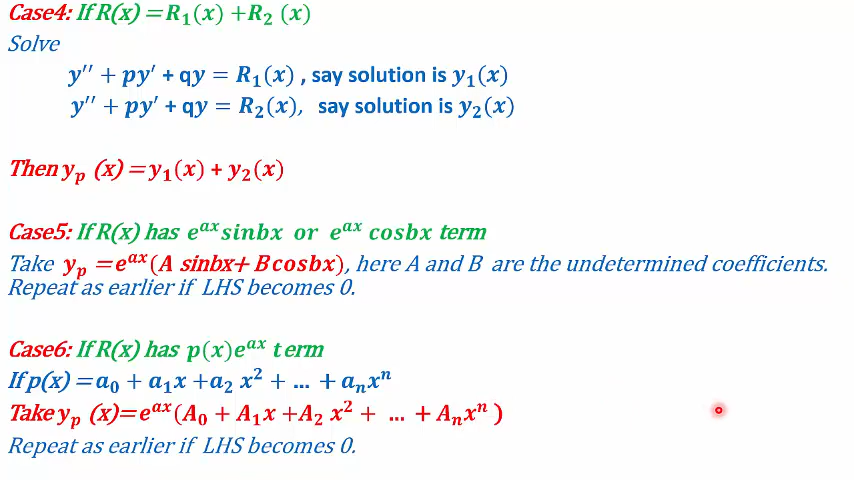 Case4: If R(x) = R₁(x) + R₂ (x)
Solve
y′′ + py′ + qy = R₁(x) , say solution is y₁(x)
y′′ + py′ + qy = R₂(x), say solution is y₂(x)
Then yₚ (x) = y₁(x) + y₂(x)
Case5: If R(x) has eᵃˣsinbx or eᵃˣ cosbx term
Take yₚ = eᵃˣ(A sinbx+ Bcosbx), here A and B are the undetermined coefficients.
Repeat as earlier if LHS becomes 0.
Case6: If R(x) has p(x)eᵃˣ term
If p(x) = a₀ + a₁x + a₂ x² + ... + aₙxⁿ
Take yₚ (x)= eᵃˣ(A₀ + A₁x + A₂ x² + ... + Aₙxⁿ )
Repeat as earlier if LHS becomes 0.